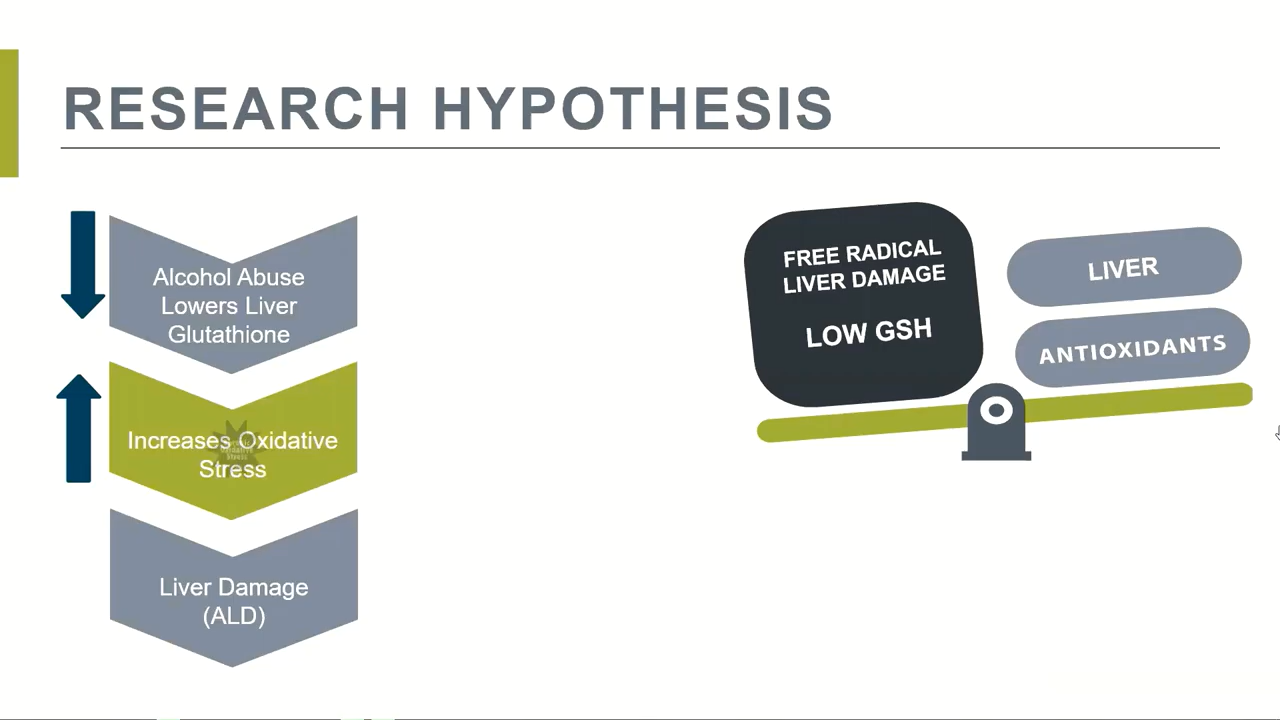 RESEARCH HYPOTHESIS
Alcohol Abuse
Lowers Liver
Glutathione
Increases Oxidative
Stress
Liver Damage
(ALD)
FREE RADICAL
LIVER DAMAGE
LOW GSH
LIVER
ANTIOXIDANTS